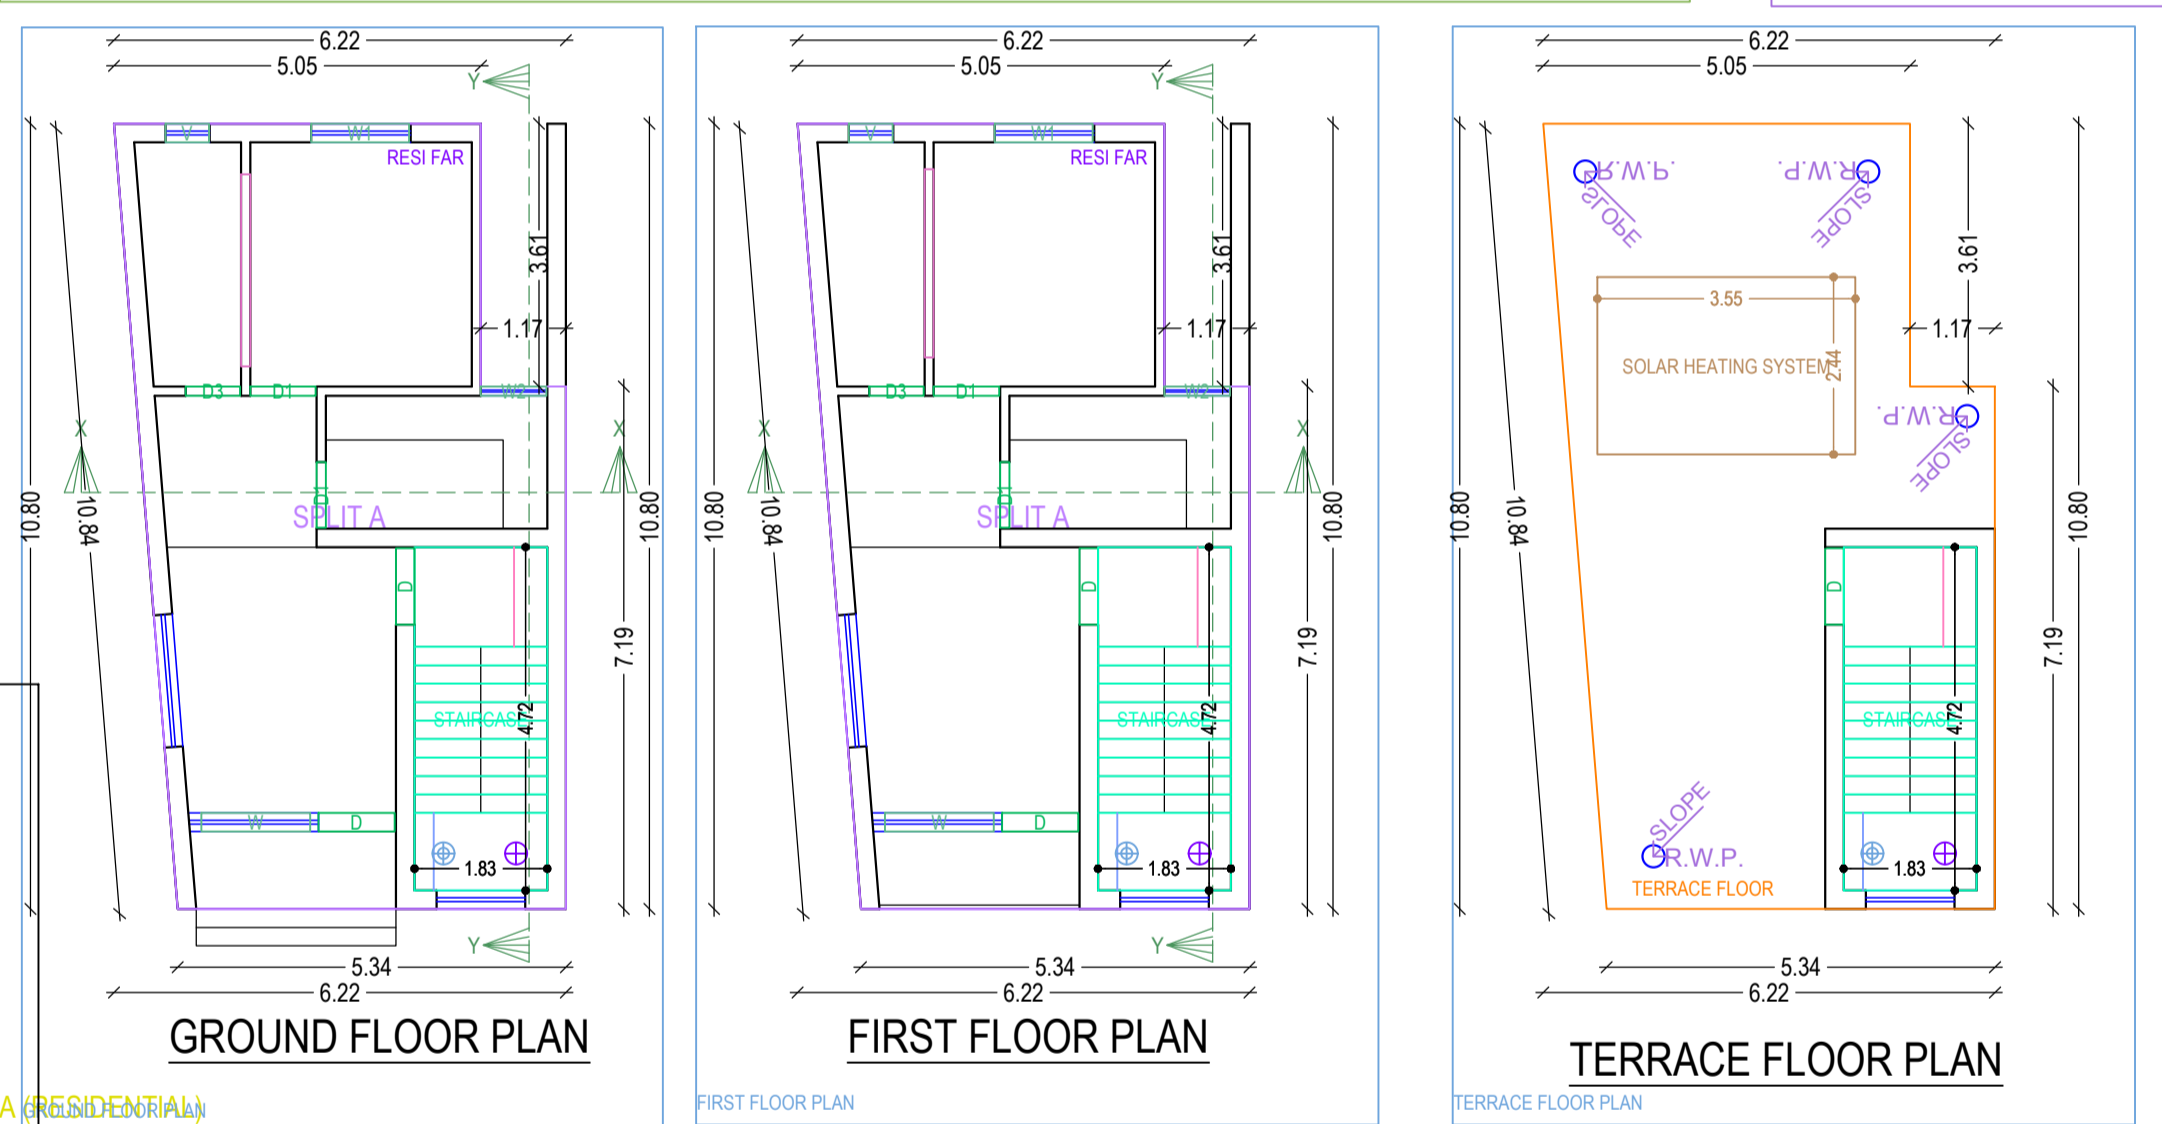 6.22
5.05
Y
V
W1
RESI FAR
3.61
1.17
D3
D1
W2
X
X
10.80
10.84
D1
SPLIT A
10.80
D
7.19
STAIRCASE
4.72
W
D
1.83
Y
5.34
6.22
GROUND FLOOR PLAN
A (RESIDENTIAL)
GROUND FLOOR PLAN
6.22
5.05
Y
V
W1
RESI FAR
3.61
1.17
D3
D1
W2
X
X
10.80
10.84
D1
SPLIT A
10.80
D
7.19
STAIRCASE
4.72
W
D
1.83
Y
5.34
6.22
FIRST FLOOR PLAN
FIRST FLOOR PLAN
6.22
5.05
R.W.P.
SLOPE
R.W.P.
SLOPE
3.61
3.55
1.17
SOLAR HEATING SYSTEM
2.44
R.W.P.
SLOPE
10.80
10.84
10.80
D
7.19
STAIRCASE
4.72
SLOPE
R.W.P.
1.83
TERRACE FLOOR
5.34
6.22
TERRACE FLOOR PLAN
TERRACE FLOOR PLAN